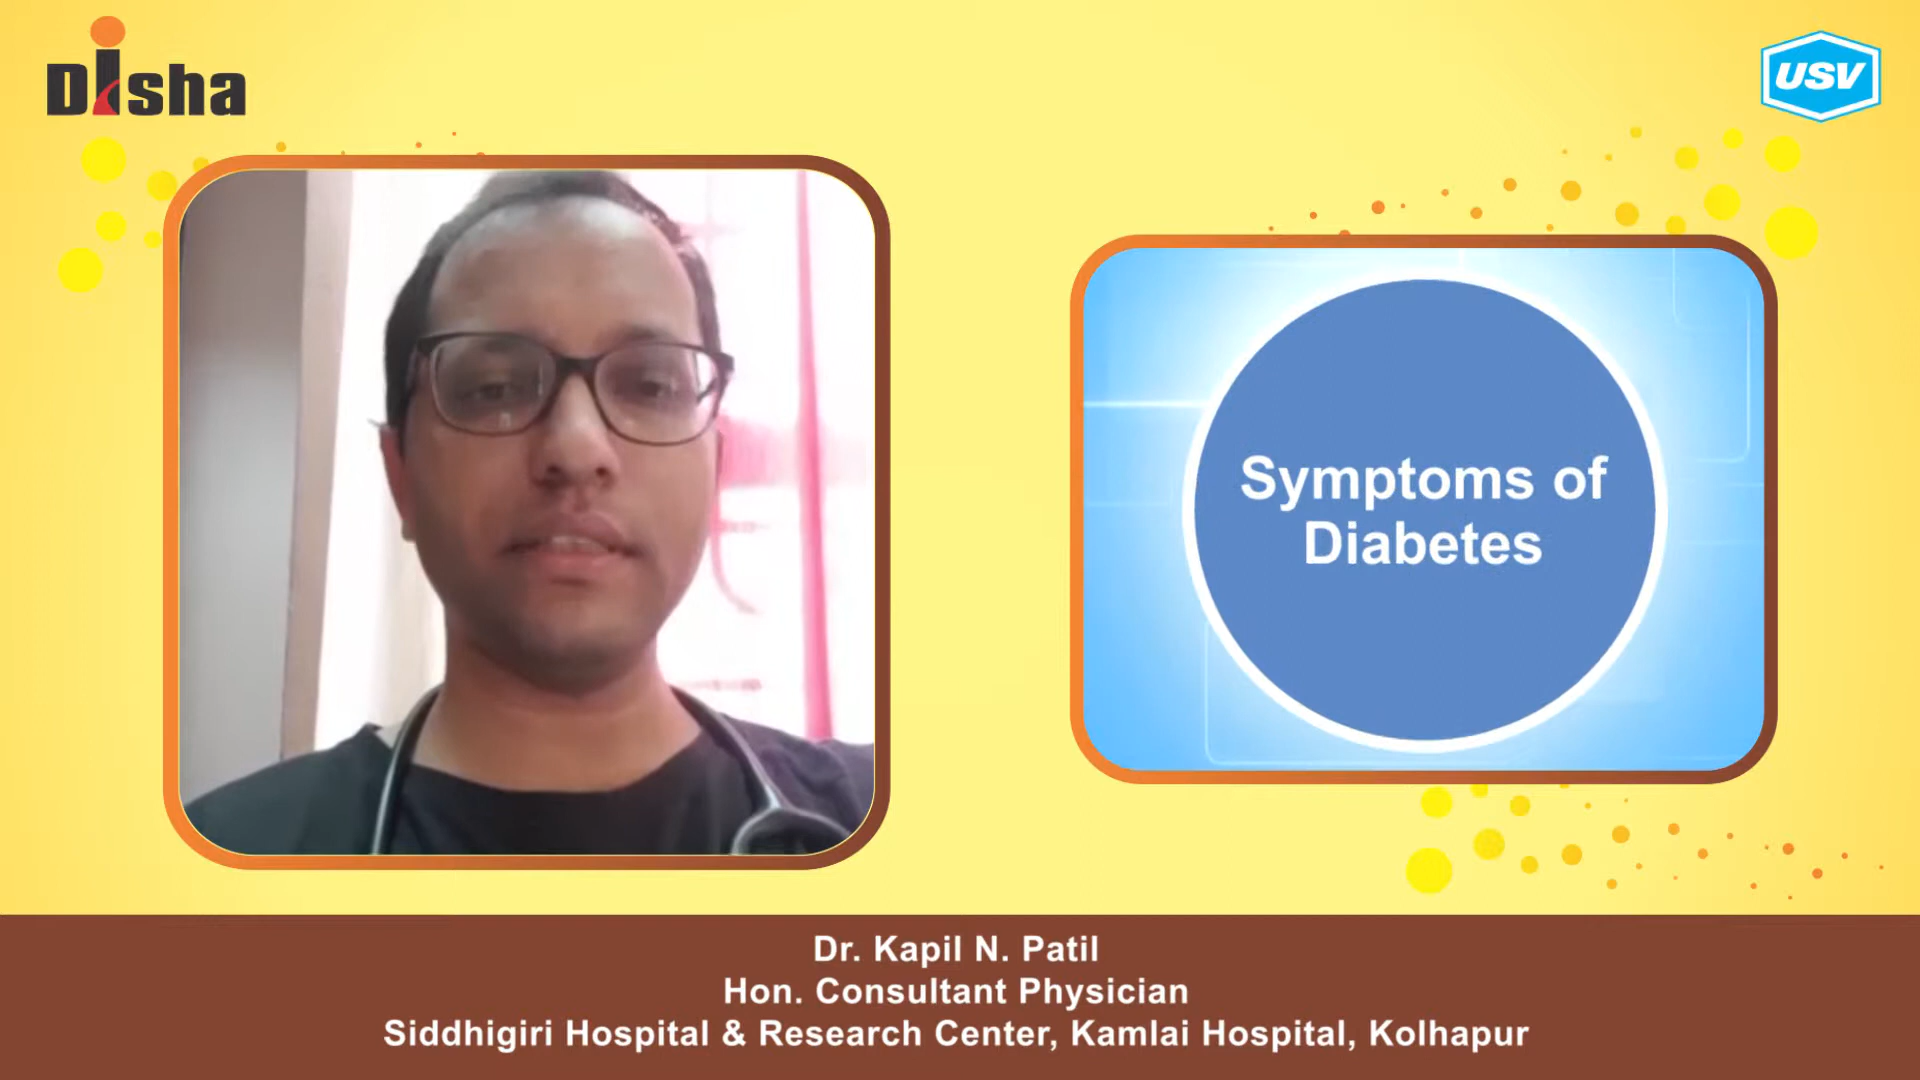 Disha
USV
Symptoms of
Diabetes
Dr. Kapil N. Patil
Hon. Consultant Physician
Siddhigiri Hospital & Research Center, Kamlai Hospital, Kolhapur